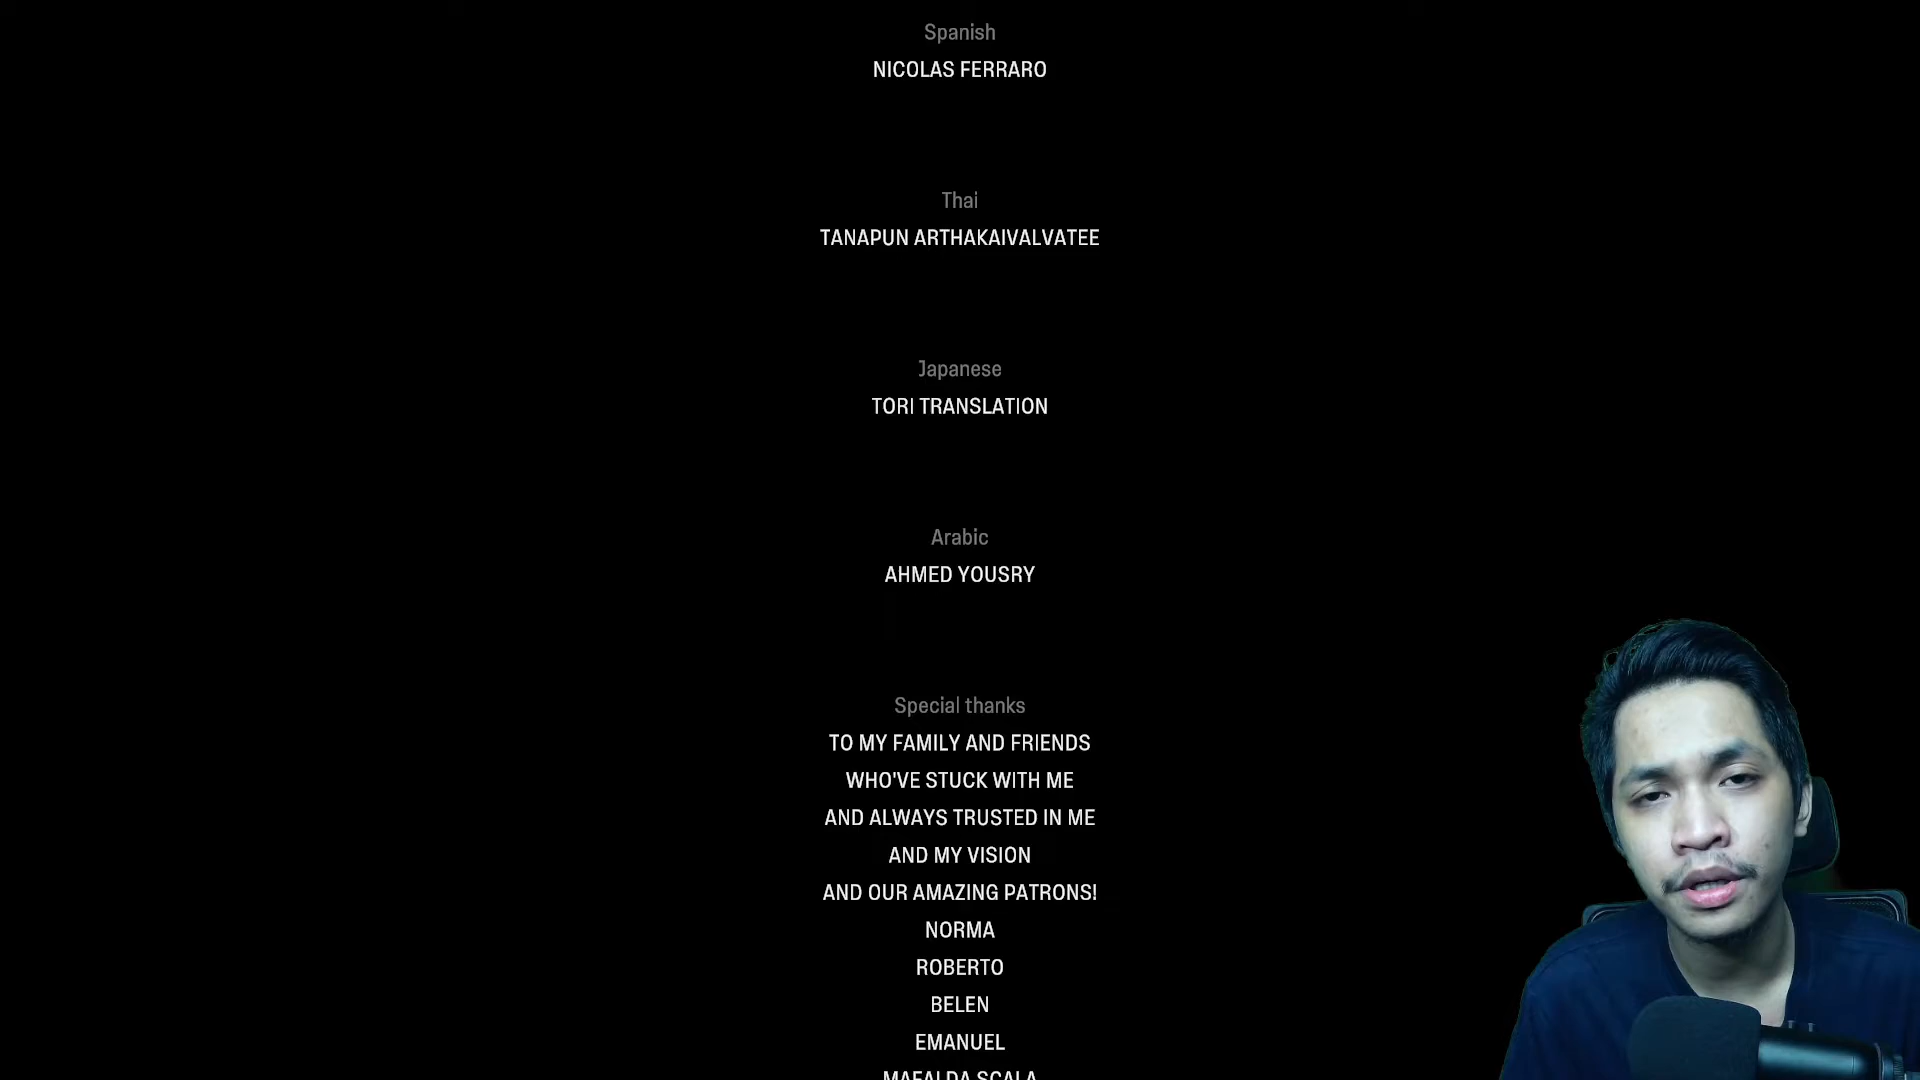 Spanish
NICOLAS FERRARO
Thai
TANAPUN ARTHAKAIVALVATEE
Japanese
TORI TRANSLATION
Arabic
AHMED YOUSRY
Special thanks
TO MY FAMILY AND FRIENDS
WHO'VE STUCK WITH ME
AND ALWAYS TRUSTED IN ME
AND MY VISION
AND OUR AMAZING PATRONS!
NORMA
ROBERTO
BELEN
EMANUEL
MAFALDA SCALA